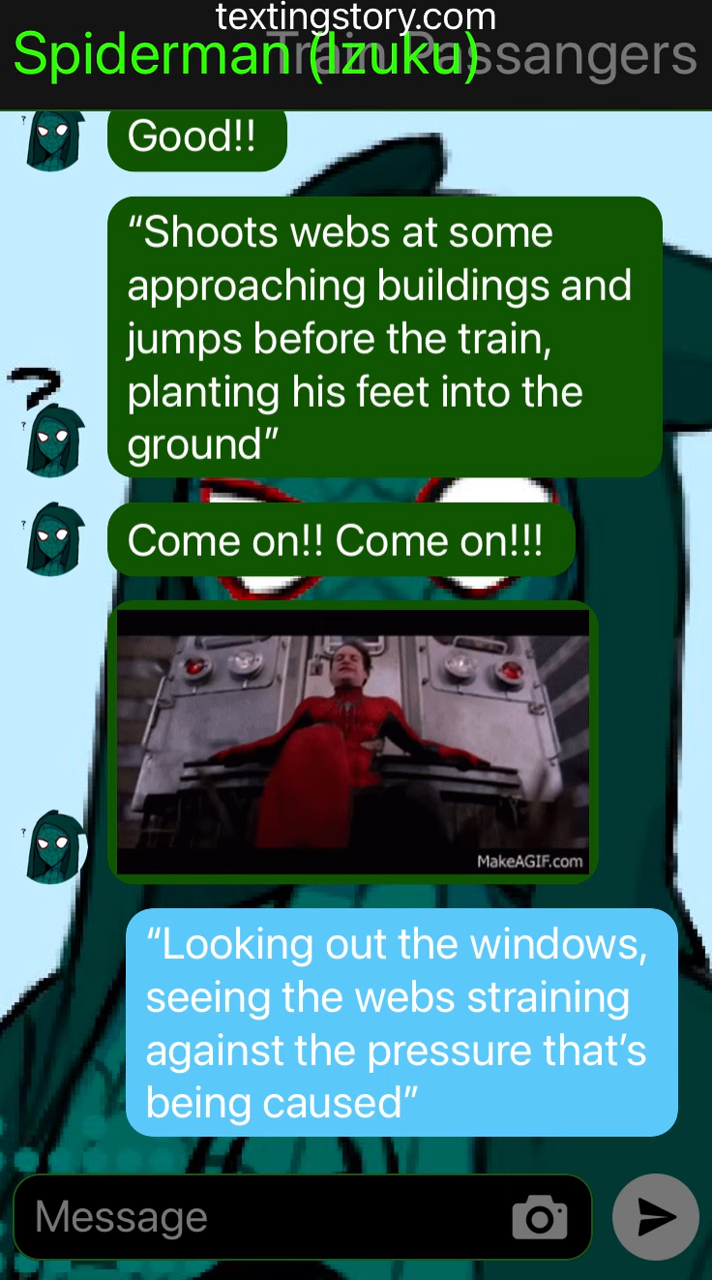 textingstory.com
Spiderman (Izuku)
Train Passangers
Good!!
“Shoots webs at some
approaching buildings and
jumps before the train,
planting his feet into the
ground”
?
Come on!! Come on!!!
MakeAGIF.com
“Looking out the windows,
seeing the webs straining
against the pressure that’s
being caused”
Message